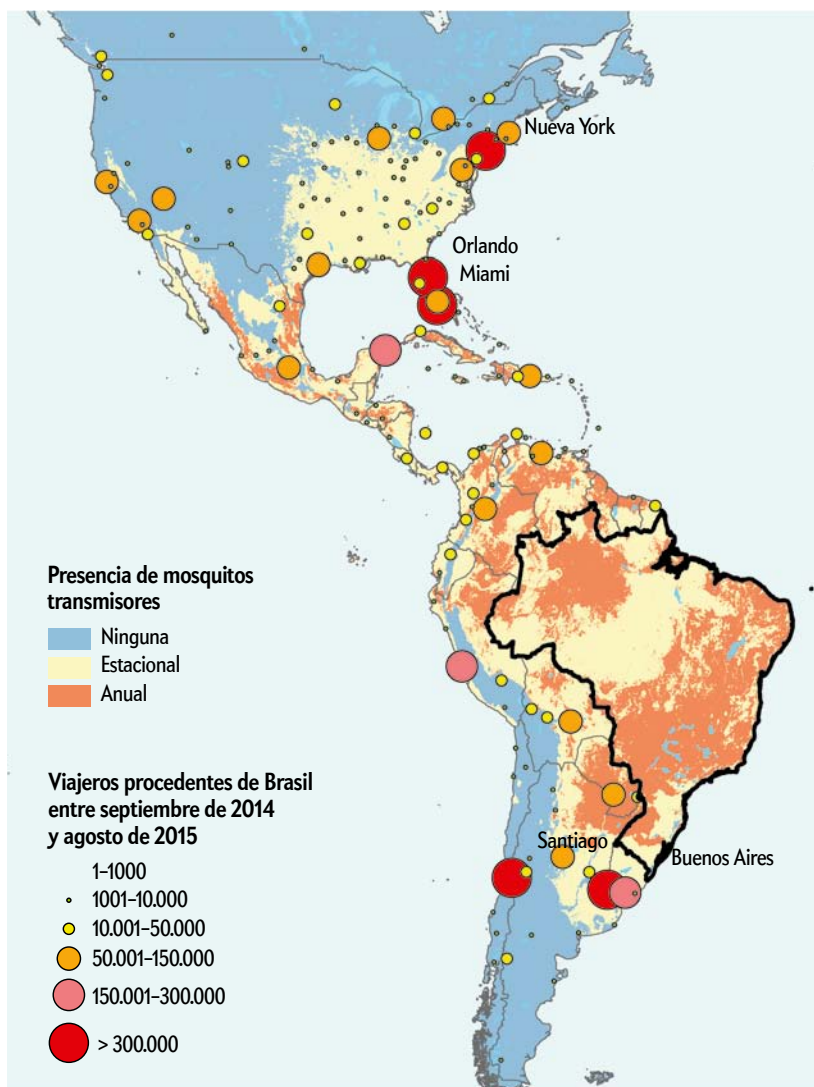 Nueva York
Orlando
Miami
Presencia de mosquitos
transmisores
Ninguna
Estacional
Anual
Viajeros procedentes de Brasil
entre septiembre de 2014
y agosto de 2015
1–1000
1001–10.000
10.001–50.000
50.001–150.000
150.001–300.000
> 300.000
Santiago
Buenos Aires